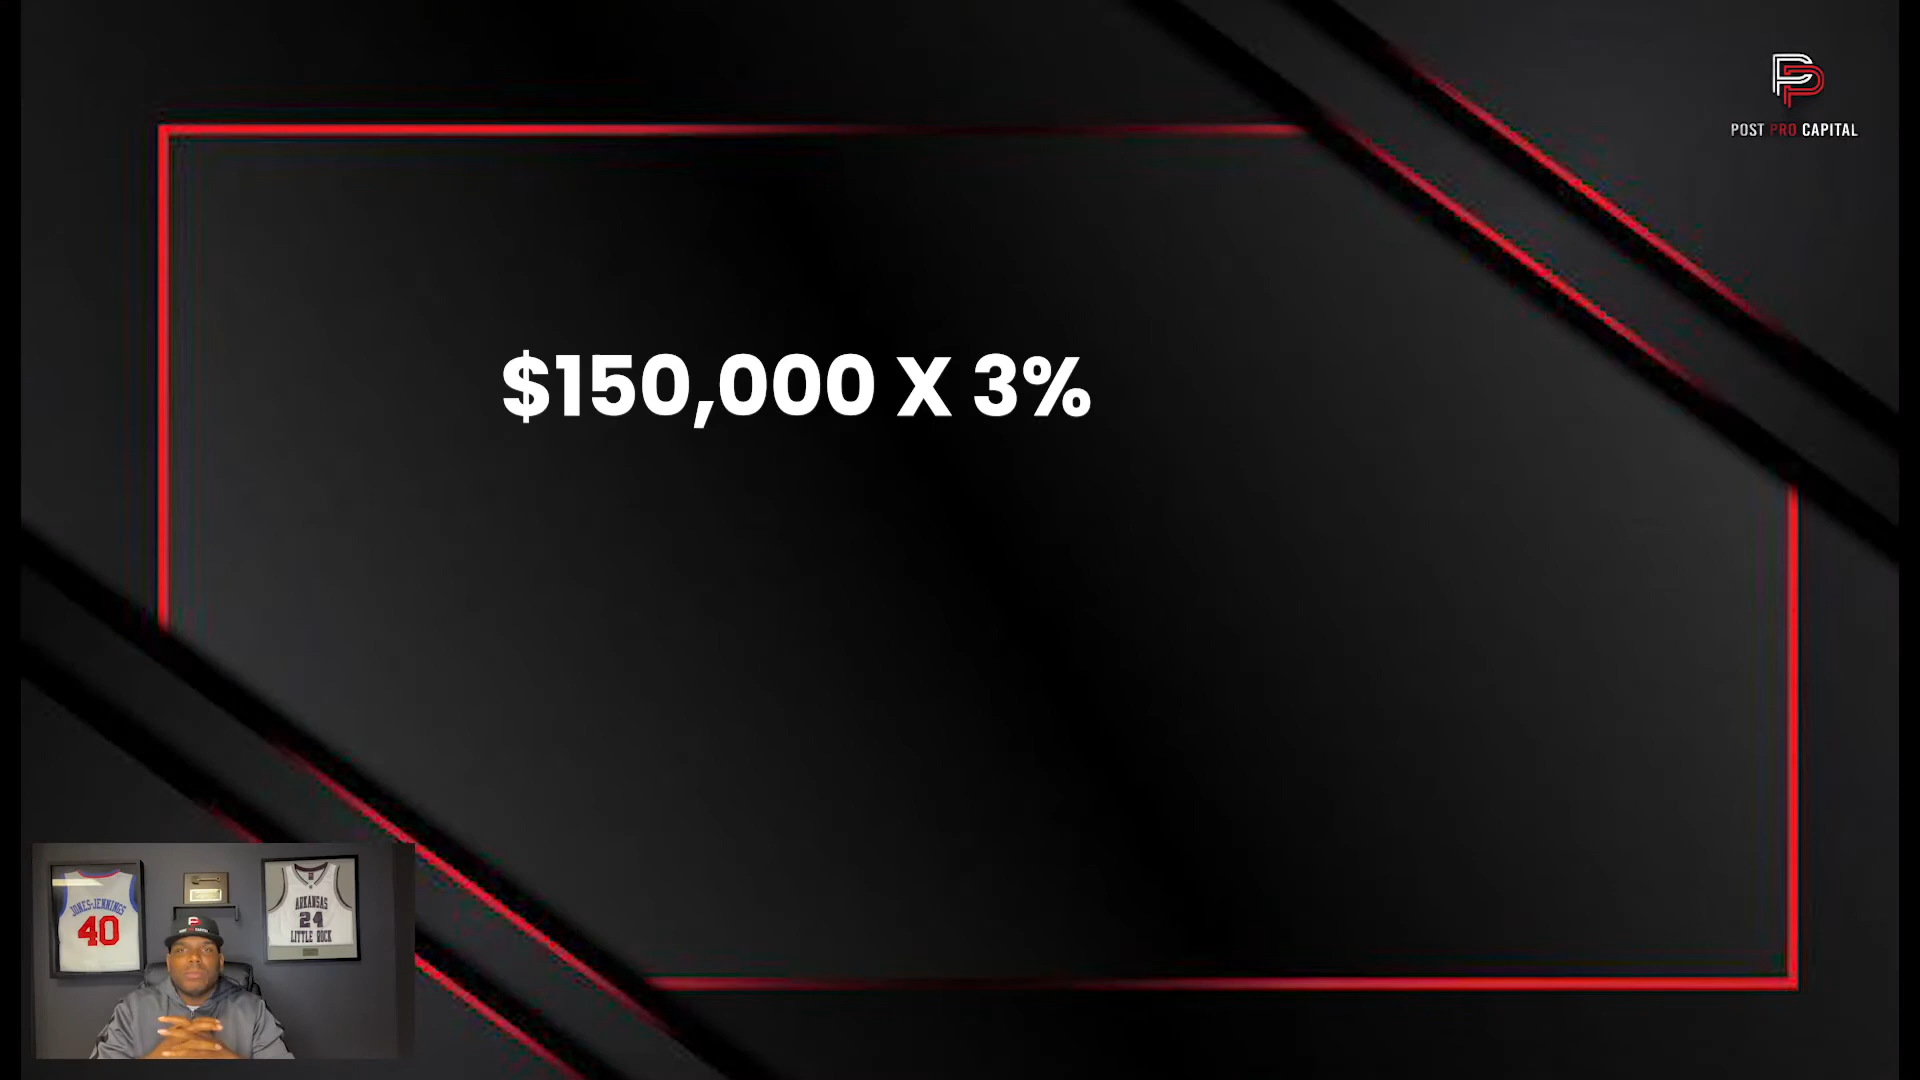 POST PRO CAPITAL
$150,000 X 3%
JONES-JENNINGS
40
ARKANSAS
24
LITTLE ROCK